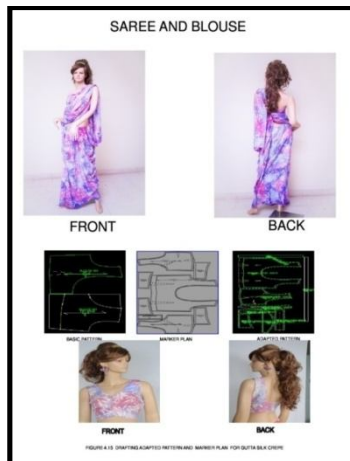 SAREE AND BLOUSE
FRONT
BACK
BASIC PATTERN
MARKER PLAN
ADAPTED PATTERN
FRONT
BACK
FIGURE 4.15 DRAFTING ADAPTED PATTERN AND MARKER PLAN FOR GUTTA SILK CREPE